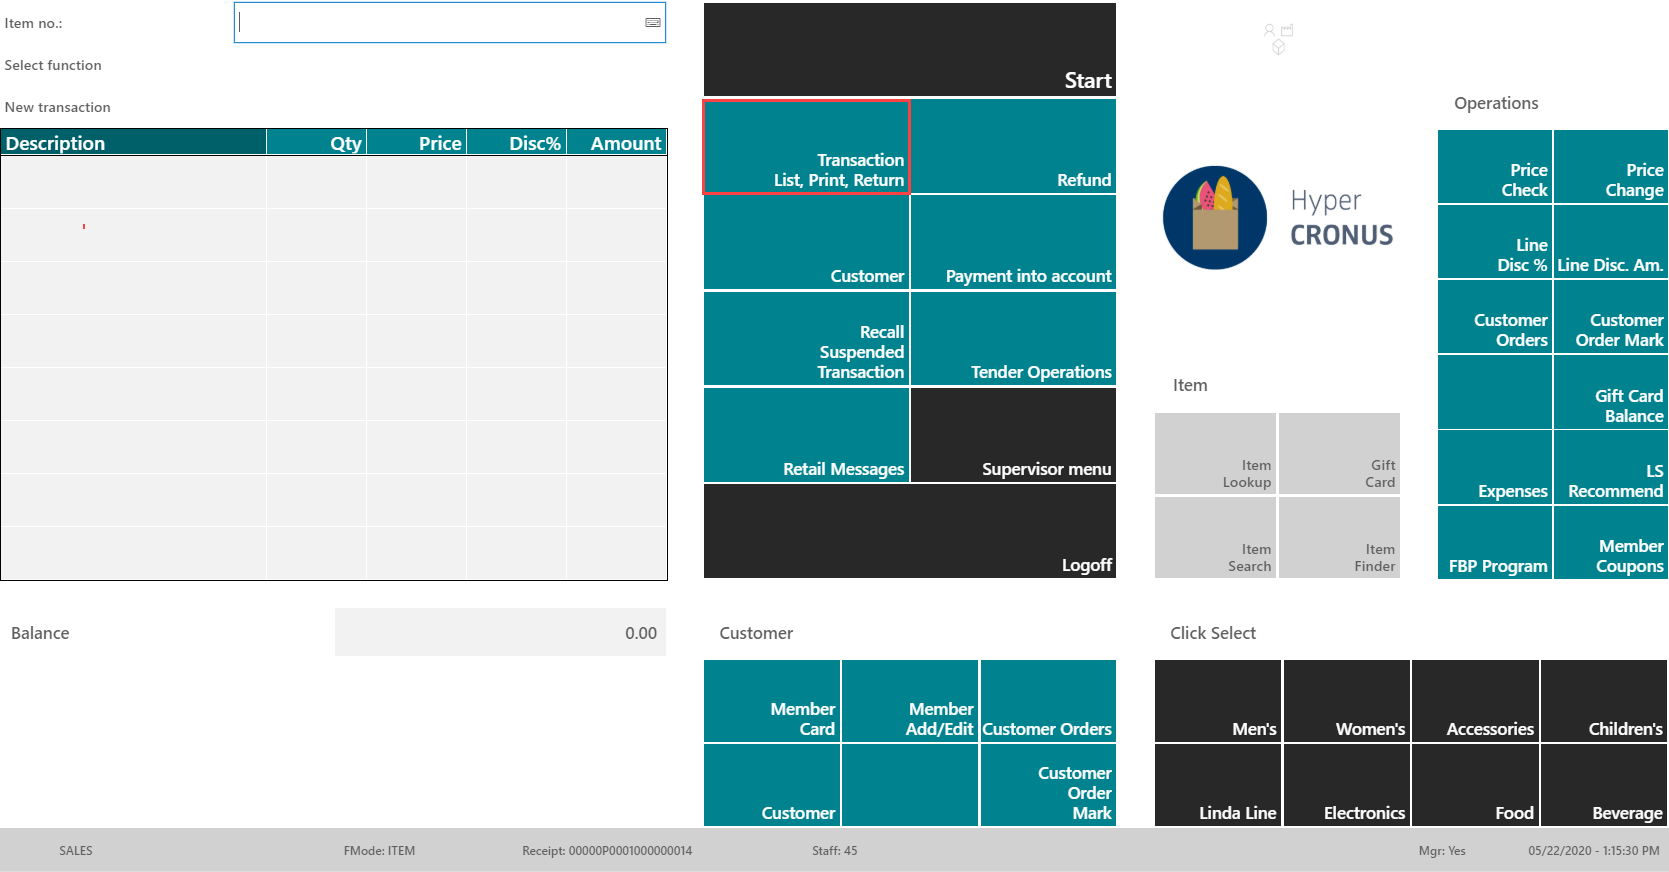 Item no.:
Select function
New transaction
Description Qty Price Disc% Amount
Balance 0.00
Start
Transaction
List, Print, Return
Refund
Customer
Payment into account
Recall
Suspended
Transaction
Tender Operations
Retail Messages
Supervisor menu
Logoff
Hyper
CRONUS
Operations
Price
Check
Price
Change
Line
Disc %
Line Disc. Am.
Customer
Orders
Customer
Order Mark
Gift Card
Balance
Expenses
LS
Recommend
FBP Program
Member
Coupons
Item
Item
Lookup
Gift
Card
Item
Search
Item
Finder
Customer
Member
Card
Member
Add/Edit
Customer Orders
Customer
Customer
Order
Mark
Click Select
Men's
Women's
Accessories
Children's
Linda Line
Electronics
Food
Beverage
SALES FMode: ITEM Receipt: 00000P0001000000014 Staff: 45 Mgr: Yes 05/22/2020 - 1:15:30 PM